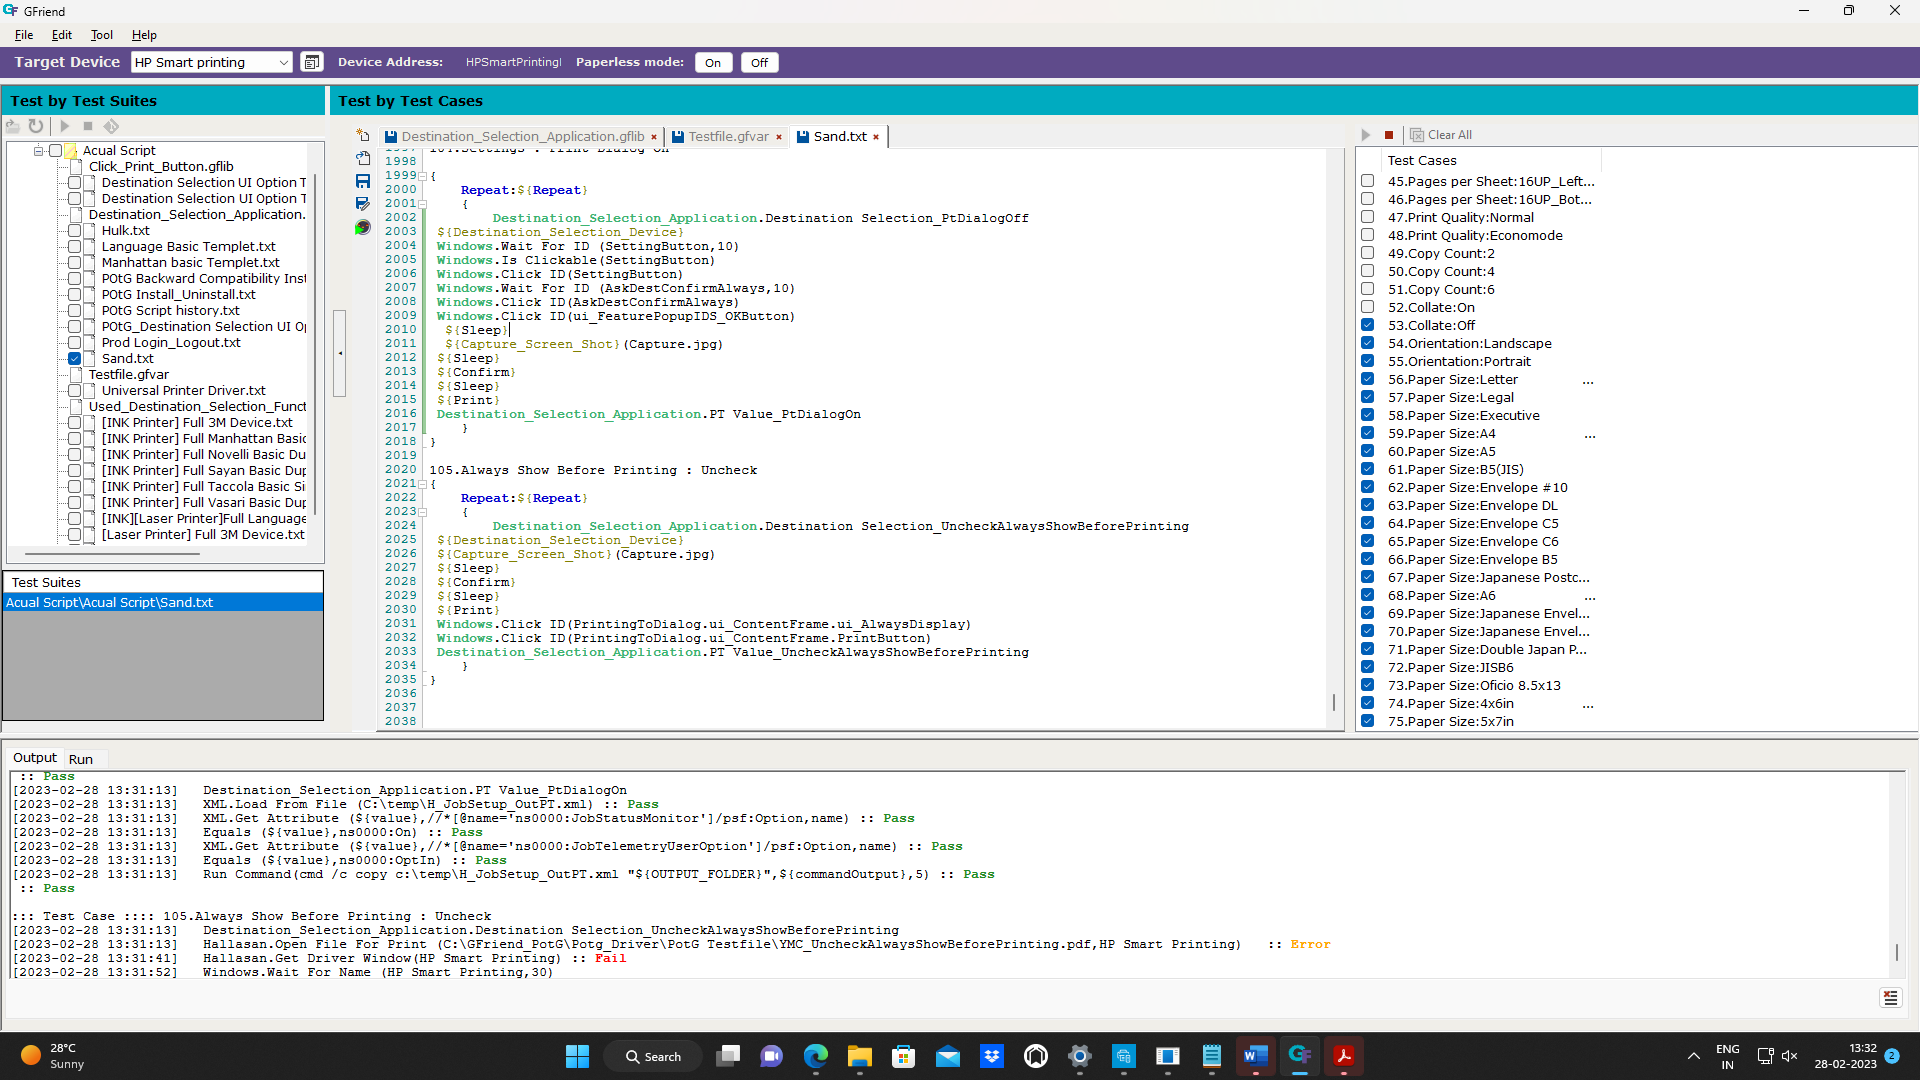 GFriend
File Edit Tool Help
Target Device HP Smart printing Device Address: HPSmartPrintingI Paperless mode: On Off
Test by Test Suites
Acual Script
Click_Print_Button.gflib
Destination Selection UI Option T
Destination Selection UI Option T
Destination_Selection_Application.
Hulk.txt
Language Basic Templet.txt
Manhattan basic Templet.txt
POtG Backward Compatibility Inst
POtG Install_Uninstall.txt
POtG Script history.txt
POtG_Destination Selection UI O
Prod Login_Logout.txt
Sand.txt
Testfile.gfvar
Universal Printer Driver.txt
Used_Destination_Selection_Funct
[INK Printer] Full 3M Device.txt
[INK Printer] Full Manhattan Basic
[INK Printer] Full Novelli Basic Du
[INK Printer] Full Sayan Basic Dup
[INK Printer] Full Taccola Basic Si
[INK Printer] Full Vasari Basic Dup
[INK][Laser Printer]Full Language
[Laser Printer] Full 3M Device.txt
Test Suites
Acual Script\Acual Script\Sand.txt
Test by Test Cases
Destination_Selection_Application.gflib × Testfile.gfvar × Sand.txt ×
1997 104.Settings : Print Dialog On
1998
1999 {
2000 Repeat:${Repeat}
2001 {
2002 Destination_Selection_Application.Destination Selection_PtDialogOff
2003 ${Destination_Selection_Device}
2004 Windows.Wait For ID (SettingButton,10)
2005 Windows.Is Clickable(SettingButton)
2006 Windows.Click ID(SettingButton)
2007 Windows.Wait For ID (AskDestConfirmAlways,10)
2008 Windows.Click ID(AskDestConfirmAlways)
2009 Windows.Click ID(ui_FeaturePopupIDS_OKButton)
2010 ${Sleep}
2011 ${Capture_Screen_Shot}(Capture.jpg)
2012 ${Sleep}
2013 ${Confirm}
2014 ${Sleep}
2015 ${Print}
2016 Destination_Selection_Application.PT Value_PtDialogOn
2017 }
2018 }
2019
2020 105.Always Show Before Printing : Uncheck
2021 {
2022 Repeat:${Repeat}
2023 {
2024 Destination_Selection_Application.Destination Selection_UncheckAlwaysShowBeforePrinting
2025 ${Destination_Selection_Device}
2026 ${Capture_Screen_Shot}(Capture.jpg)
2027 ${Sleep}
2028 ${Confirm}
2029 ${Sleep}
2030 ${Print}
2031 Windows.Click ID(PrintingToDialog.ui_ContentFrame.ui_AlwaysDisplay)
2032 Windows.Click ID(PrintingToDialog.ui_ContentFrame.PrintButton)
2033 Destination_Selection_Application.PT Value_UncheckAlwaysShowBeforePrinting
2034 }
2035 }
2036
2037
2038
Clear All
Test Cases
45.Pages per Sheet:16UP_Left...
46.Pages per Sheet:16UP_Bot...
47.Print Quality:Normal
48.Print Quality:Economode
49.Copy Count:2
50.Copy Count:4
51.Copy Count:6
52.Collate:On
53.Collate:Off
54.Orientation:Landscape
55.Orientation:Portrait
56.Paper Size:Letter ...
57.Paper Size:Legal
58.Paper Size:Executive
59.Paper Size:A4 ...
60.Paper Size:A5
61.Paper Size:B5(JIS)
62.Paper Size:Envelope #10
63.Paper Size:Envelope DL
64.Paper Size:Envelope C5
65.Paper Size:Envelope C6
66.Paper Size:Envelope B5
67.Paper Size:Japanese Postc...
68.Paper Size:A6 ...
69.Paper Size:Japanese Envel...
70.Paper Size:Japanese Envel...
71.Paper Size:Double Japan P...
72.Paper Size:JISB6
73.Paper Size:Oficio 8.5x13
74.Paper Size:4x6in ...
75.Paper Size:5x7in
Output Run
:: Pass
[2023-02-28 13:31:13] Destination_Selection_Application.PT Value_PtDialogOn
[2023-02-28 13:31:13] XML.Load From File (C:\temp\H_JobSetup_OutPT.xml) :: Pass
[2023-02-28 13:31:13] XML.Get Attribute (${value},//*[@name='ns0000:JobStatusMonitor']/psf:Option,name) :: Pass
[2023-02-28 13:31:13] Equals (${value},ns0000:On) :: Pass
[2023-02-28 13:31:13] XML.Get Attribute (${value},//*[@name='ns0000:JobTelemetryUserOption']/psf:Option,name) :: Pass
[2023-02-28 13:31:13] Equals (${value},ns0000:OptIn) :: Pass
[2023-02-28 13:31:13] Run Command(cmd /c copy c:\temp\H_JobSetup_OutPT.xml "${OUTPUT_FOLDER}",${commandOutput},5) :: Pass
:: Pass
::: Test Case :::: 105.Always Show Before Printing : Uncheck
[2023-02-28 13:31:13] Destination_Selection_Application.Destination Selection_UncheckAlwaysShowBeforePrinting
[2023-02-28 13:31:13] Hallasan.Open File For Print (C:\GFriend_PotG\Potg_Driver\PotG Testfile\YMC_UncheckAlwaysShowBeforePrinting.pdf,HP Smart Printing) :: Error
[2023-02-28 13:31:41] Hallasan.Get Driver Window(HP Smart Printing) :: Fail
[2023-02-28 13:31:52] Windows.Wait For Name (HP Smart Printing,30)
28°C
Sunny
Search
ENG
IN
13:32
28-02-2023
2